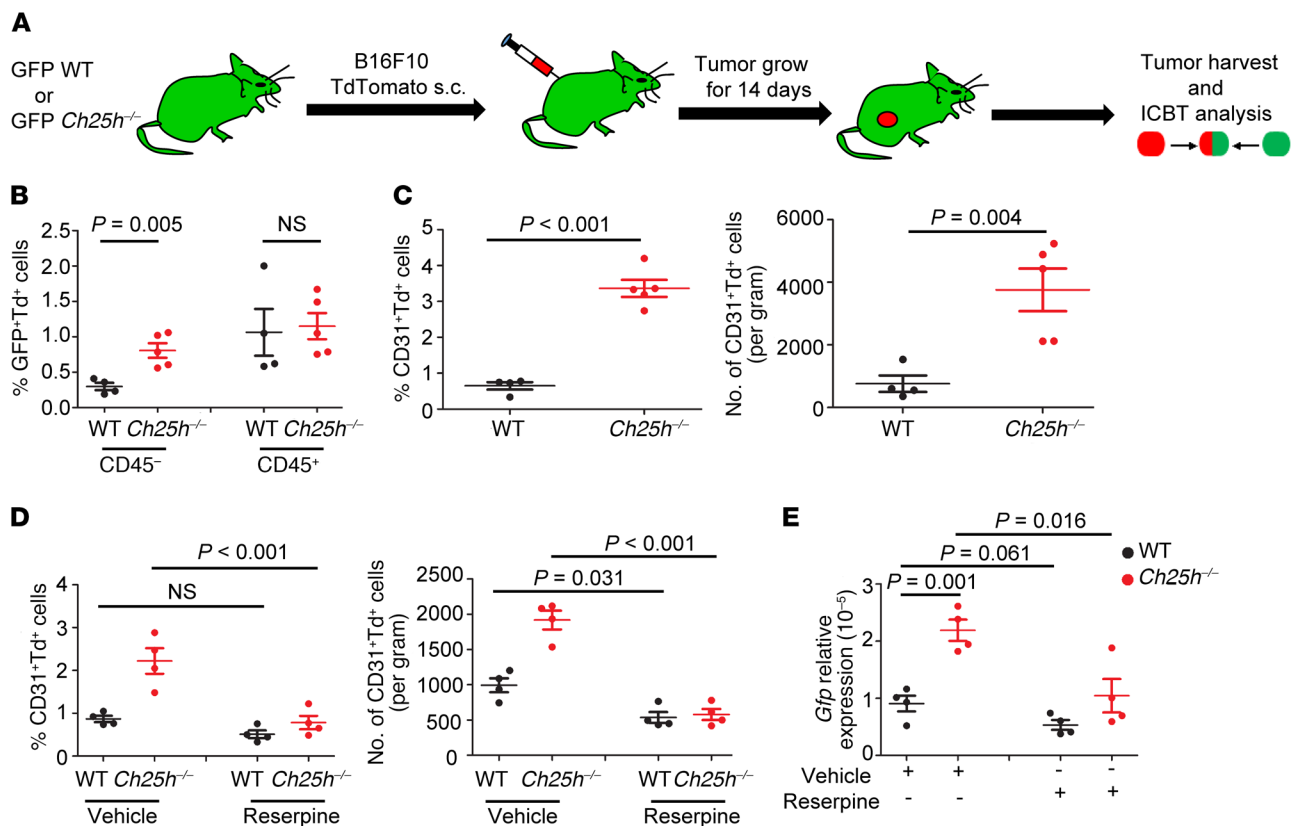 A
GFP WT
or
GFP Ch25h⁻/⁻
B16F10
TdTomato s.c.
Tumor grow
for 14 days
Tumor harvest
and
ICBT analysis
B
% GFP⁺Td⁺ cells
2.5
2.0
1.5
1.0
0.5
0.0
P = 0.005
NS
WT Ch25h⁻/⁻
WT Ch25h⁻/⁻
CD45⁻
CD45⁺
C
% CD31⁺Td⁺ cells
5
4
3
2
1
0
P < 0.001
WT
Ch25h⁻/⁻
No. of CD31⁺Td⁺ cells
(per gram)
6000
4000
2000
0
P = 0.004
WT
Ch25h⁻/⁻
D
% CD31⁺Td⁺ cells
4
3
2
1
0
P < 0.001
NS
WT Ch25h⁻/⁻
WT Ch25h⁻/⁻
Vehicle
Reserpine
No. of CD31⁺Td⁺ cells
(per gram)
2500
2000
1500
1000
500
0
P < 0.001
P = 0.031
WT Ch25h⁻/⁻
WT Ch25h⁻/⁻
Vehicle
Reserpine
E
Gfp relative
expression (10⁻⁵)
3
2
1
0
P = 0.016
P = 0.061
P = 0.001
WT
Ch25h⁻/⁻
Vehicle + + - -
Reserpine - - + +